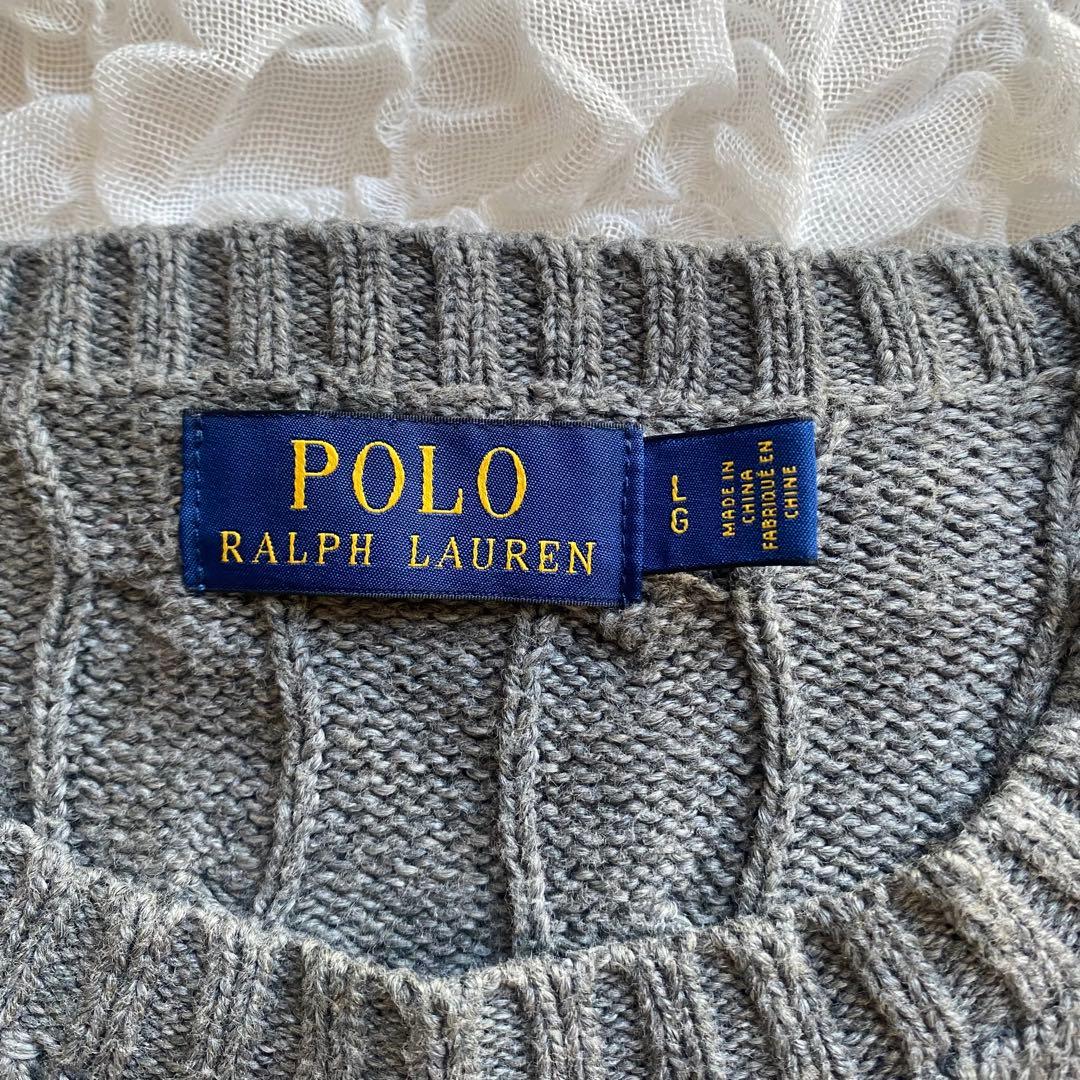 POLO
RALPH LAUREN
L
G
MADE IN
CHINA
FABRIQUÉ EN
CHINE